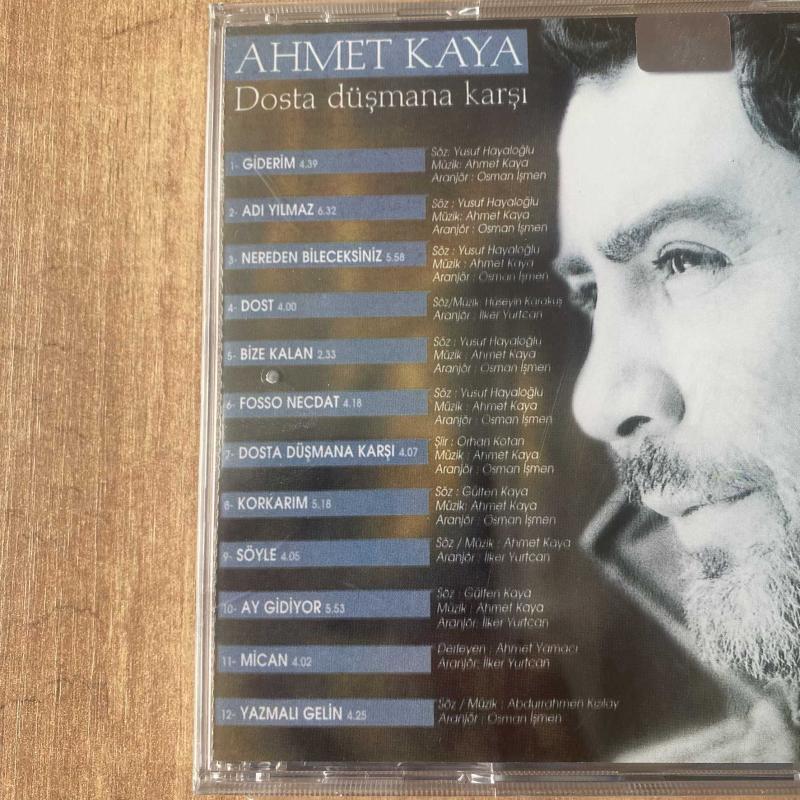 AHMET KAYA
Dosta düşmana karşı
1- GİDERİM 4.39
Söz: Yusuf Hayaloğlu
Müzik: Ahmet Kaya
Aranjör : Osman İşmen
2- ADI YILMAZ 6.32
Söz : Yusuf Hayaloğlu
Müzik: Ahmet Kaya
Aranjör : Osman İşmen
3- NEREDEN BİLECEKSİNİZ 5.58
Söz : Yusuf Hayaloğlu
Müzik : Ahmet Kaya
Aranjör : Osman İşmen
4- DOST 4.00
Söz/Müzik: Hüseyin Karakuş
Aranjör : İlker Yurtcan
5- BİZE KALAN 2.33
Söz : Yusuf Hayaloğlu
Müzik : Ahmet Kaya
Aranjör : Osman İşmen
6- FOSSO NECDAT 4.18
Söz : Yusuf Hayaloğlu
Müzik : Ahmet Kaya
Aranjör : Osman İşmen
7- DOSTA DÜŞMANA KARŞI 4.07
Şiir : Orhan Kotan
Müzik : Ahmet Kaya
Aranjör : Osman İşmen
8- KORKARIM 5.18
Söz : Gülten Kaya
Müzik: Ahmet Kaya
Aranjör : Osman İşmen
9- SÖYLE 4.05
Söz / Müzik : Ahmet Kaya
Aranjör : İlker Yurtcan
10- AY GİDİYOR 5.53
Söz : Gülten Kaya
Müzik : Ahmet Kaya
Aranjör: İlker Yurtcan
11- MİCAN 4.02
Derleyen : Ahmet Yamacı
Aranjör: İlker Yurtcan
12- YAZMALI GELİN 4.25
Söz / Müzik : Abdurrahmen Kızılay
Aranjör : Osman İşmen